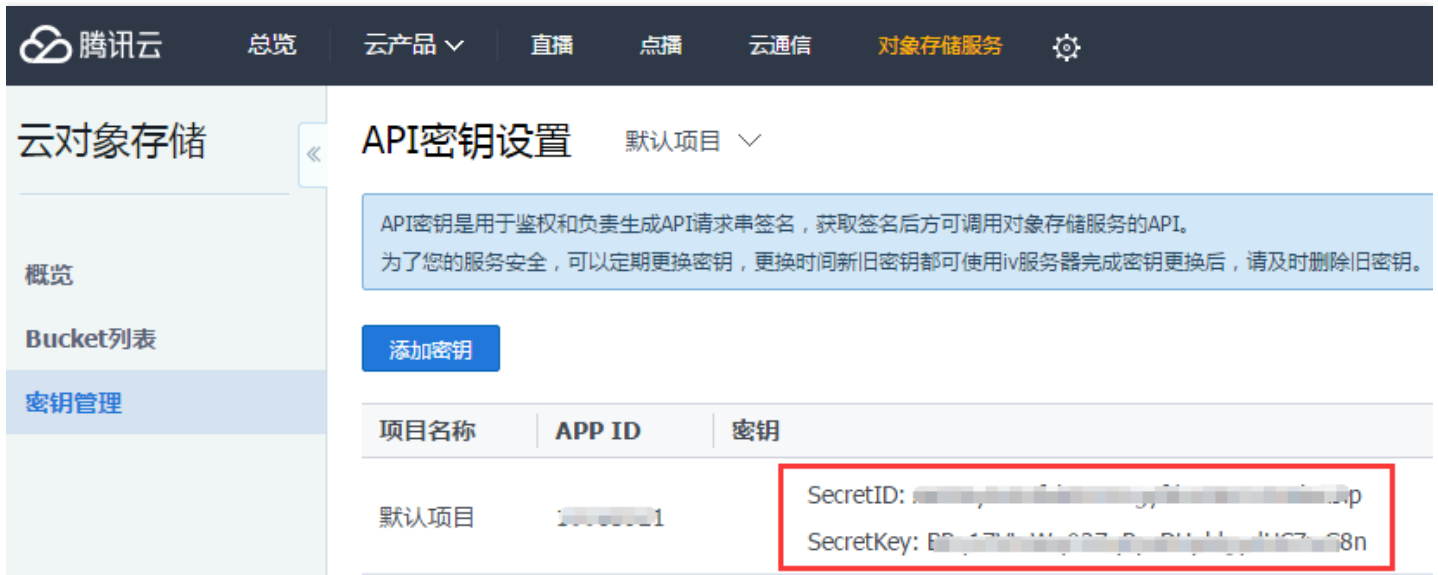 腾讯云 总览 云产品 直播 点播 云通信 对象存储服务
云对象存储
API密钥设置 默认项目
API密钥是用于鉴权和负责生成API请求串签名，获取签名后方可调用对象存储服务的API。
为了您的服务安全，可以定期更换密钥，更换时间新旧密钥都可使用iv服务器完成密钥更换后，请及时删除旧密钥。
概览
Bucket列表
添加密钥
密钥管理
项目名称 APP ID 密钥
SecretID:
默认项目
SecretKey: